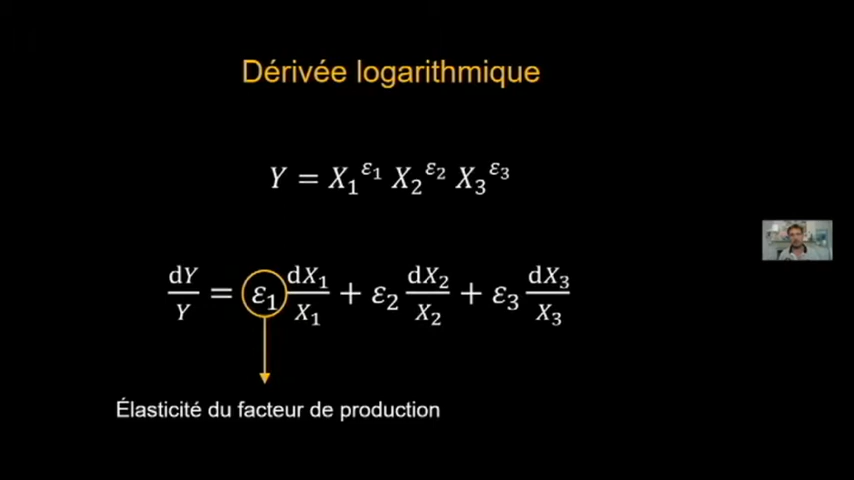 Dérivée logarithmique
Y = X₁^ε₁ X₂^ε₂ X₃^ε₃
dY/Y = ε₁ dX₁/X₁ + ε₂ dX₂/X₂ + ε₃ dX₃/X₃
Élasticité du facteur de production